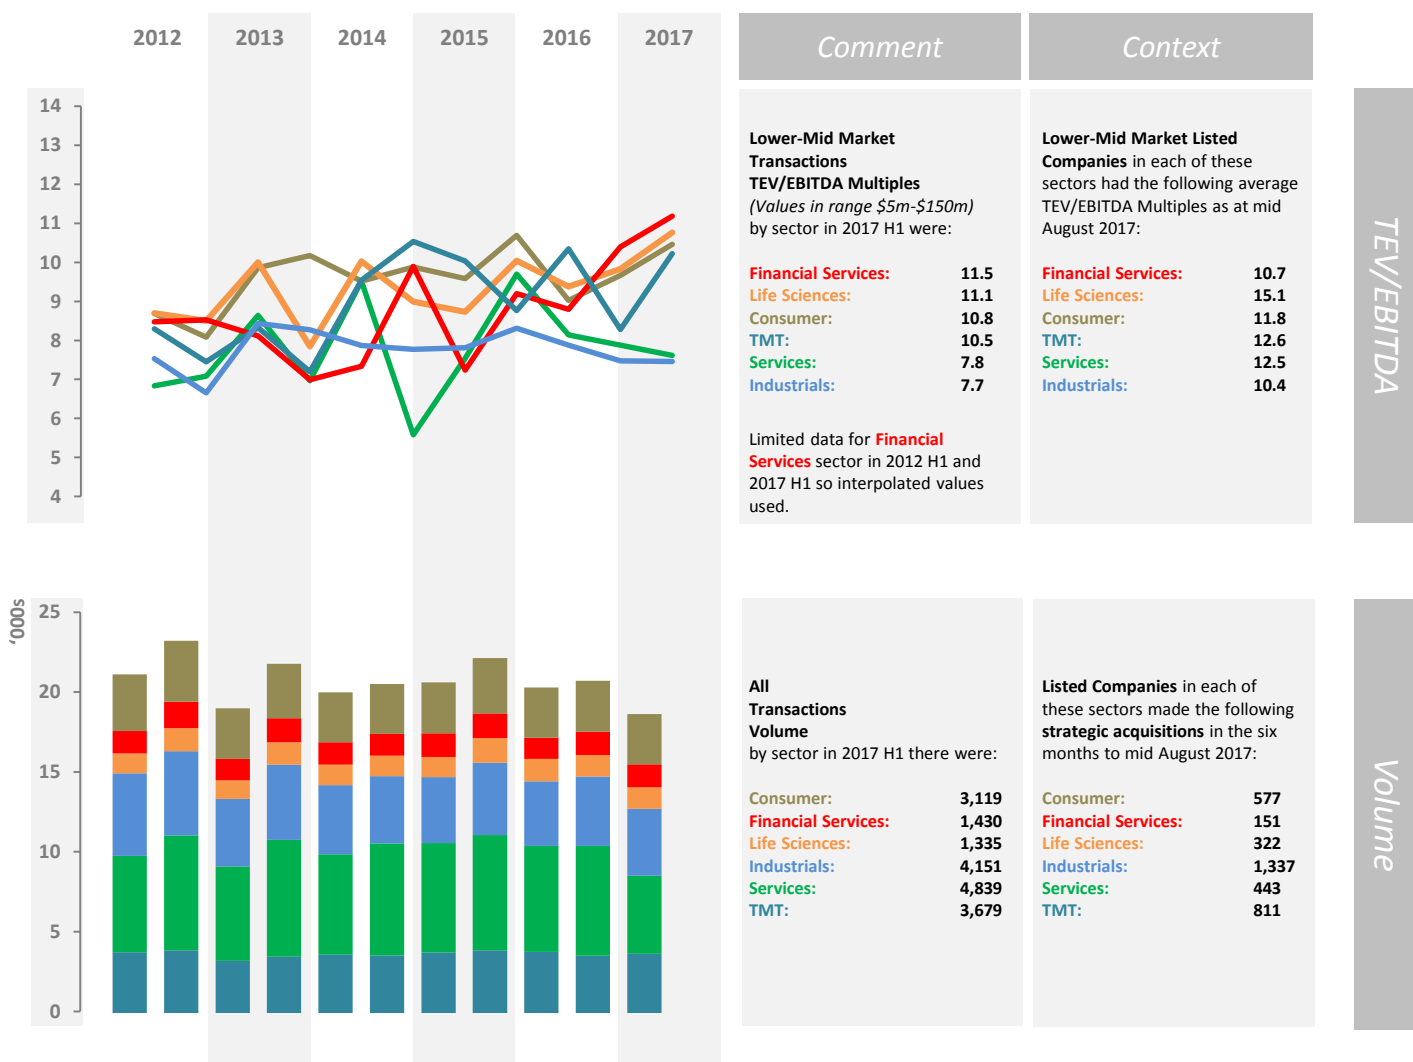 2012 2013 2014 2015 2016 2017
Comment
Context
14
13
12
11
10
9
8
7
6
5
4
Lower-Mid Market
Transactions
TEV/EBITDA Multiples
(Values in range $5m-$150m)
by sector in 2017 H1 were:
Financial Services: 11.5
Life Sciences: 11.1
Consumer: 10.8
TMT: 10.5
Services: 7.8
Industrials: 7.7
Limited data for Financial
Services sector in 2012 H1 and
2017 H1 so interpolated values
used.
Lower-Mid Market Listed
Companies in each of these
sectors had the following average
TEV/EBITDA Multiples as at mid
August 2017:
Financial Services: 10.7
Life Sciences: 15.1
Consumer: 11.8
TMT: 12.6
Services: 12.5
Industrials: 10.4
TEV/EBITDA
'000s
25
20
15
10
5
0
All
Transactions
Volume
by sector in 2017 H1 there were:
Consumer: 3,119
Financial Services: 1,430
Life Sciences: 1,335
Industrials: 4,151
Services: 4,839
TMT: 3,679
Listed Companies in each of
these sectors made the following
strategic acquisitions in the six
months to mid August 2017:
Consumer: 577
Financial Services: 151
Life Sciences: 322
Industrials: 1,337
Services: 443
TMT: 811
Volume